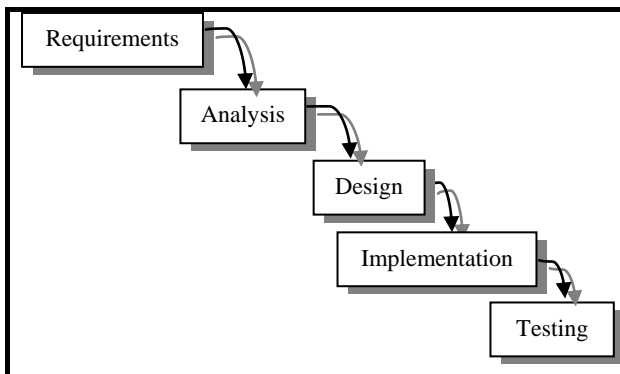 Requirements
Analysis
Design
Implementation
Testing